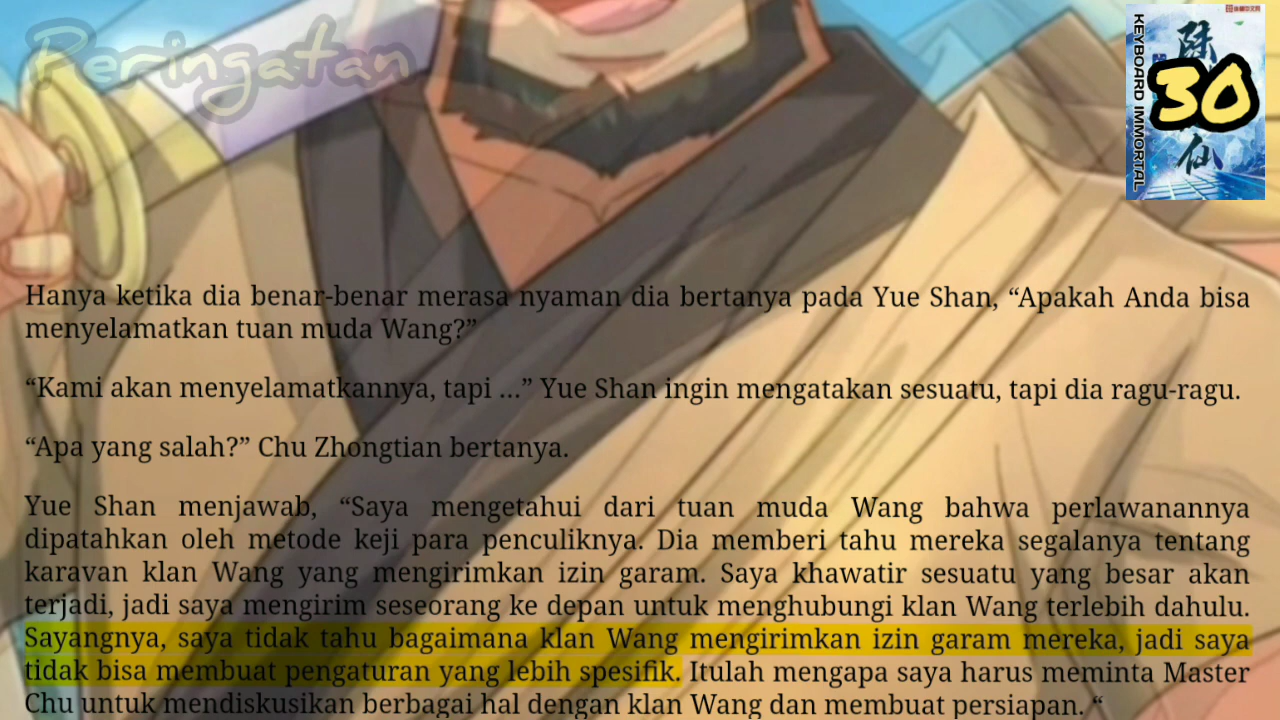 Peringatan
KEYBOARD IMMORTAL
陆
30
仙
Hanya ketika dia benar-benar merasa nyaman dia bertanya pada Yue Shan, “Apakah Anda bisa
menyelamatkan tuan muda Wang?”
“Kami akan menyelamatkannya, tapi ...” Yue Shan ingin mengatakan sesuatu, tapi dia ragu-ragu.
“Apa yang salah?” Chu Zhongtian bertanya.
Yue Shan menjawab, “Saya mengetahui dari tuan muda Wang bahwa perlawanannya
dipatahkan oleh metode keji para penculiknya. Dia memberi tahu mereka segalanya tentang
karavan klan Wang yang mengirimkan izin garam. Saya khawatir sesuatu yang besar akan
terjadi, jadi saya mengirim seseorang ke depan untuk menghubungi klan Wang terlebih dahulu.
Sayangnya, saya tidak tahu bagaimana klan Wang mengirimkan izin garam mereka, jadi saya
tidak bisa membuat pengaturan yang lebih spesifik. Itulah mengapa saya harus meminta Master
Chu untuk mendiskusikan berbagai hal dengan klan Wang dan membuat persiapan. “